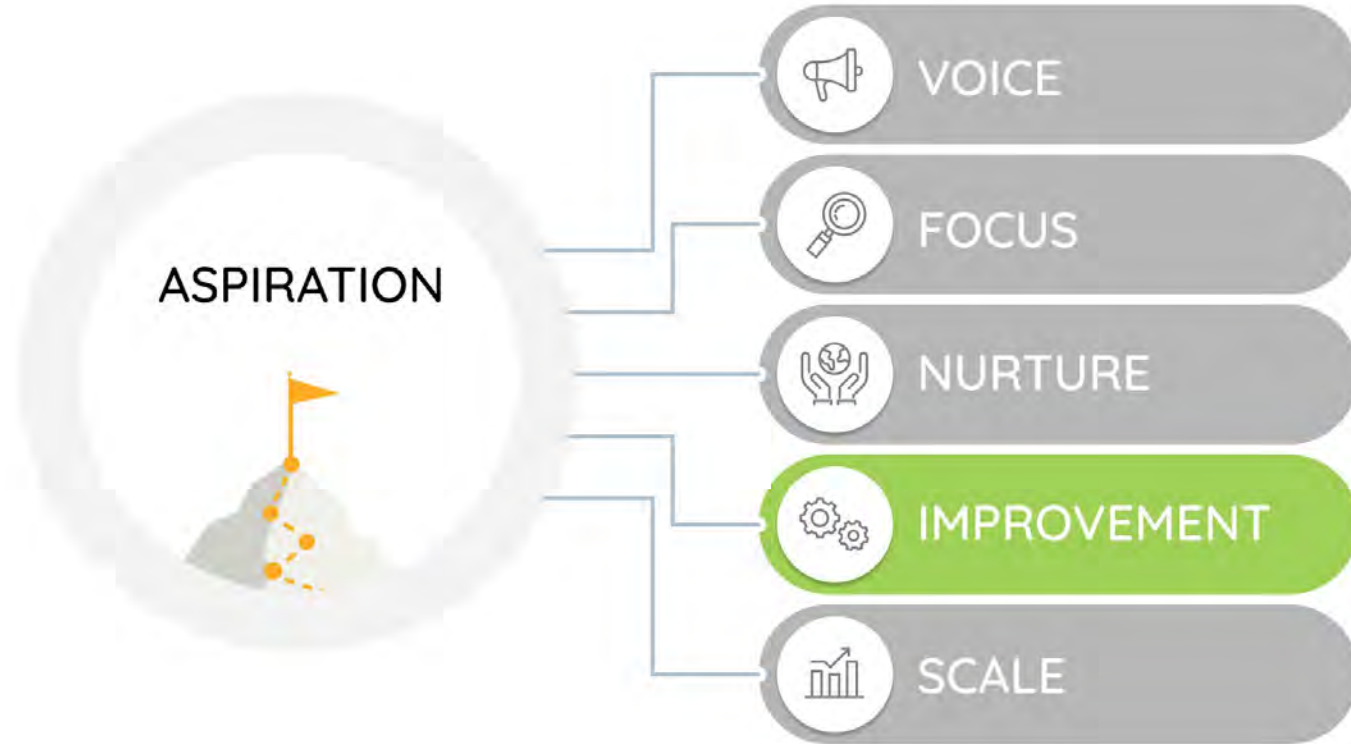 ASPIRATION
VOICE
FOCUS
NURTURE
IMPROVEMENT
SCALE